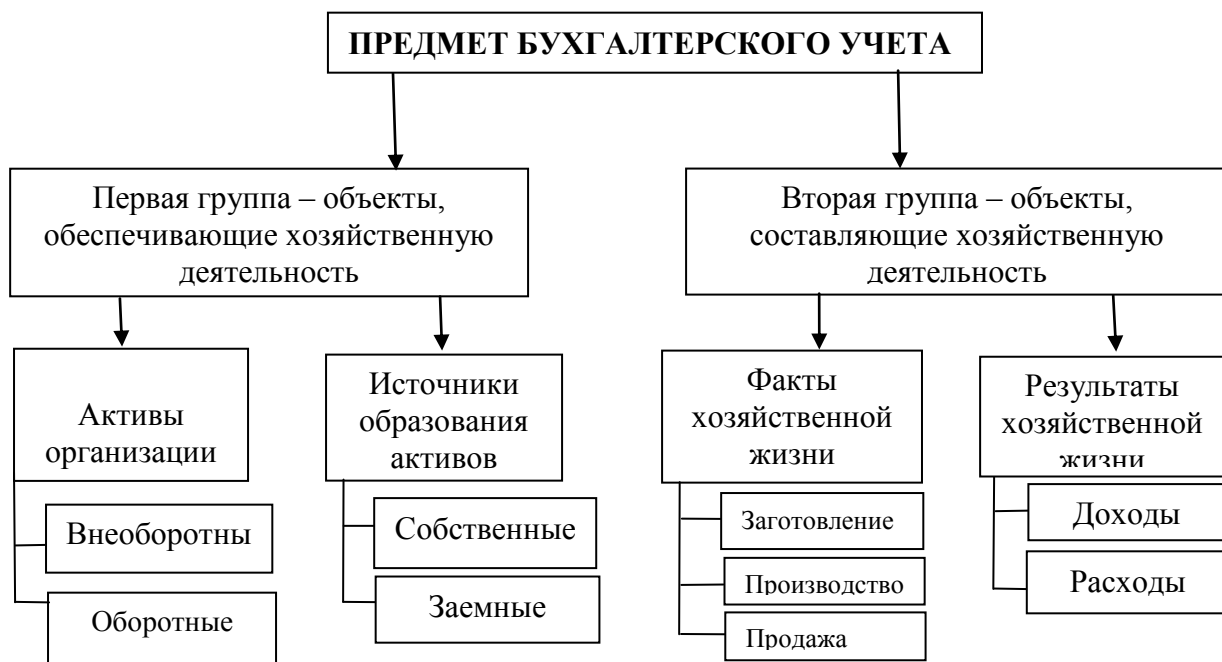 ПРЕДМЕТ БУХГАЛТЕРСКОГО УЧЕТА
Первая группа – объекты,
обеспечивающие хозяйственную
деятельность
Вторая группа – объекты,
составляющие хозяйственную
деятельность
Активы
организации
Источники
образования
активов
Факты
хозяйственной
жизни
Результаты
хозяйственной
жизни
Внеоборотны
Оборотные
Собственные
Заемные
Заготовление
Производство
Продажа
Доходы
Расходы